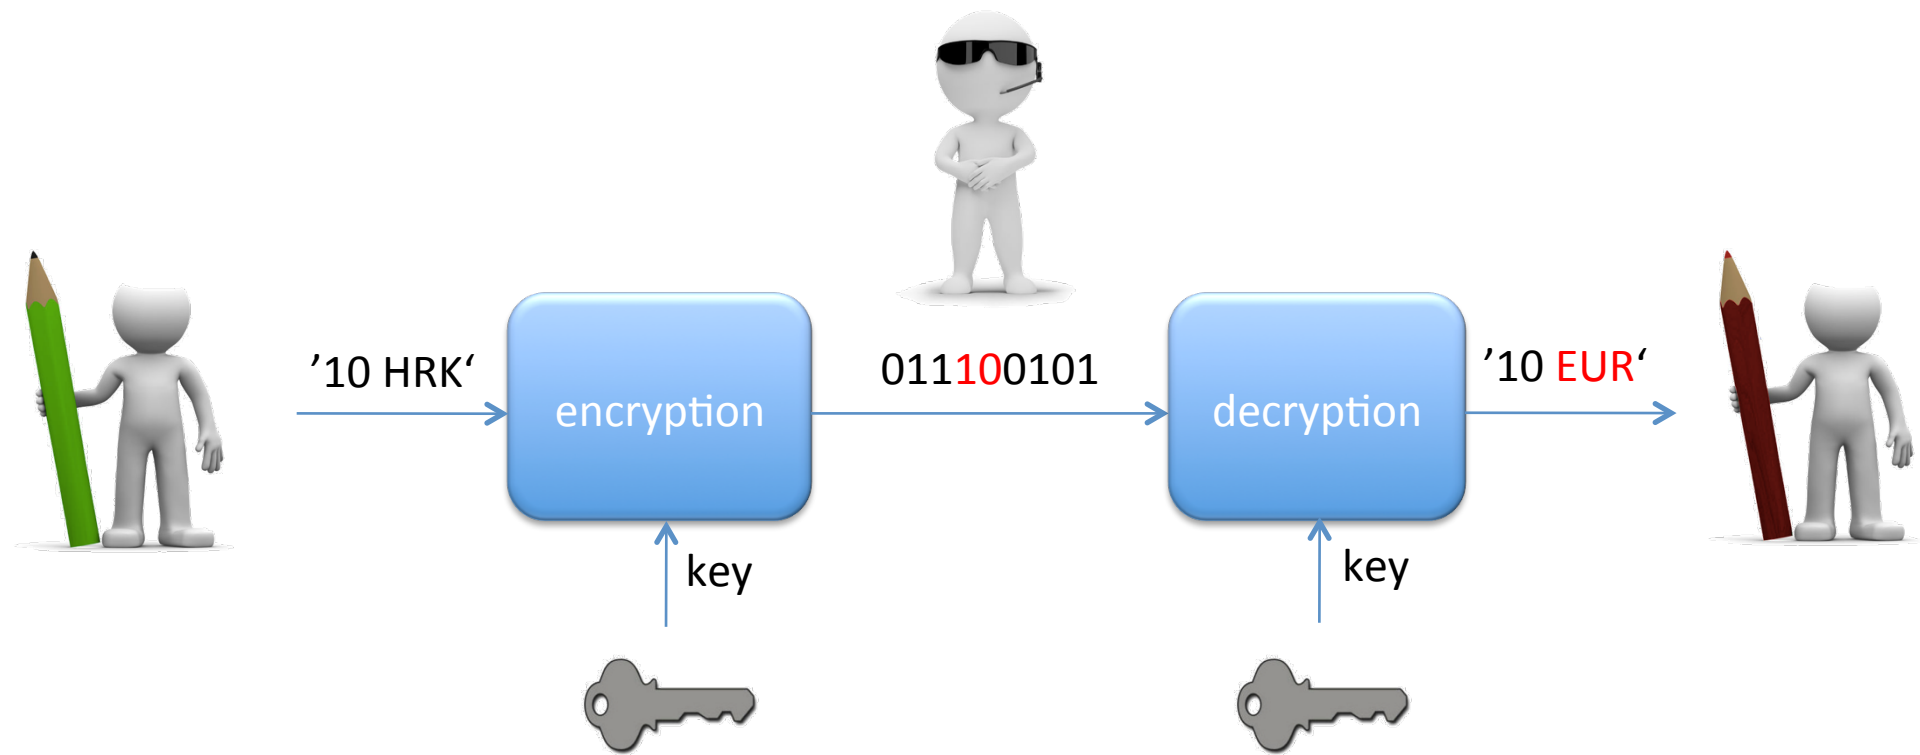 ’10 HRK‘
encryption
key
011100101
decryption
key
’10 EUR‘